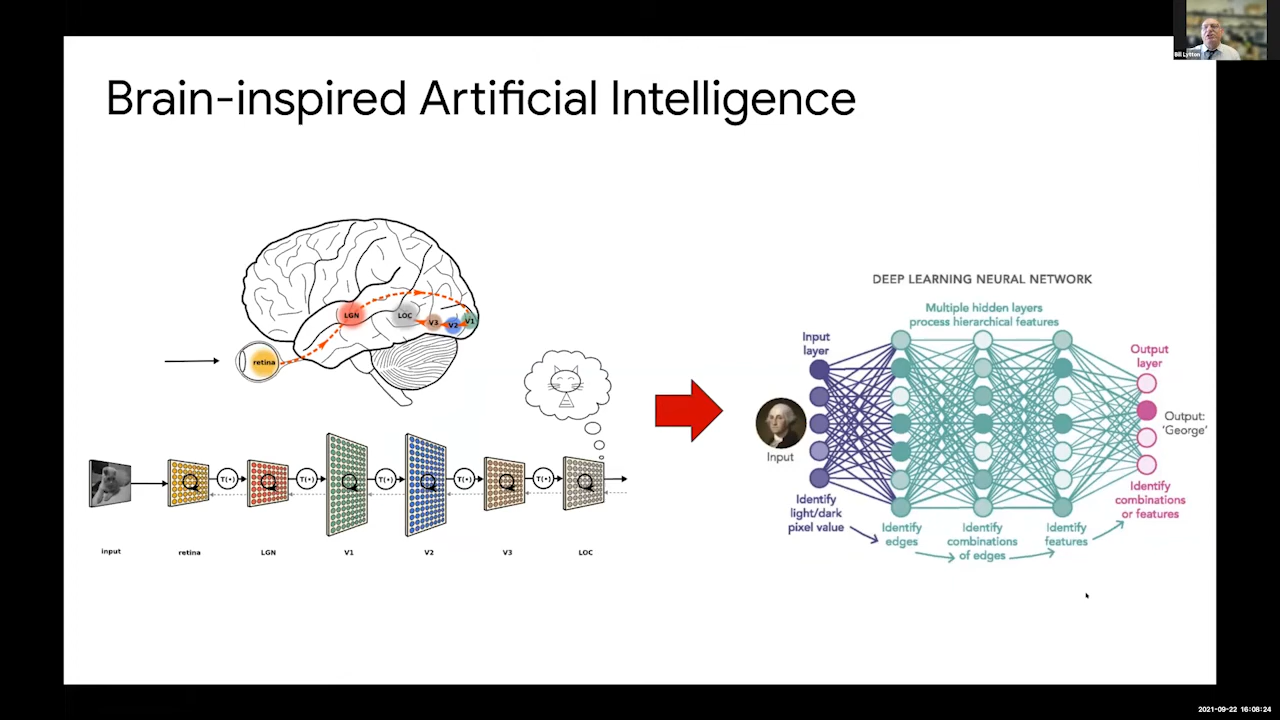 Bill Lytton
Brain-inspired Artificial Intelligence
LGN
LOC
V3
V2
V1
retina
T(•)
T(•)
T(•)
T(•)
T(•)
input
retina
LGN
V1
V2
V3
LOC
DEEP LEARNING NEURAL NETWORK
Multiple hidden layers
process hierarchical features
Input
layer
Output
layer
Input
Output:
'George'
Identify
light/dark
pixel value
Identify
edges
Identify
combinations
of edges
Identify
features
Identify
combinations
or features
2021-09-22 16:08:24